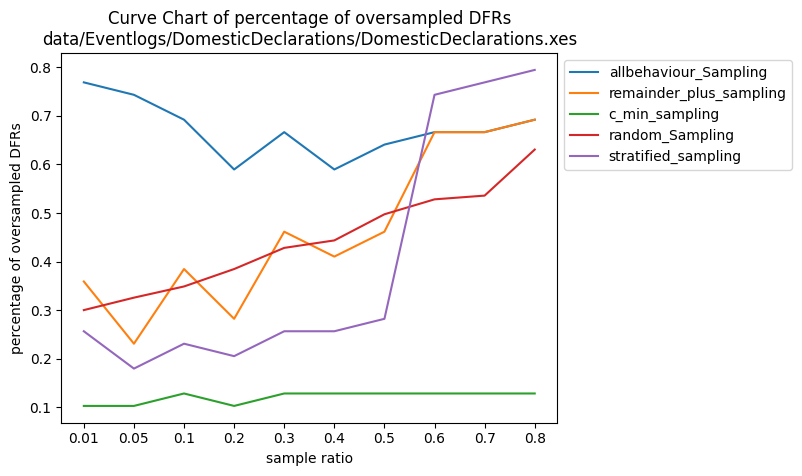 Curve Chart of percentage of oversampled DFRs
data/Eventlogs/DomesticDeclarations/DomesticDeclarations.xes
percentage of oversampled DFRs
0.8
0.7
0.6
0.5
0.4
0.3
0.2
0.1
0.01 0.05 0.1 0.2 0.3 0.4 0.5 0.6 0.7 0.8
sample ratio
allbehaviour_Sampling
remainder_plus_sampling
c_min_sampling
random_Sampling
stratified_sampling